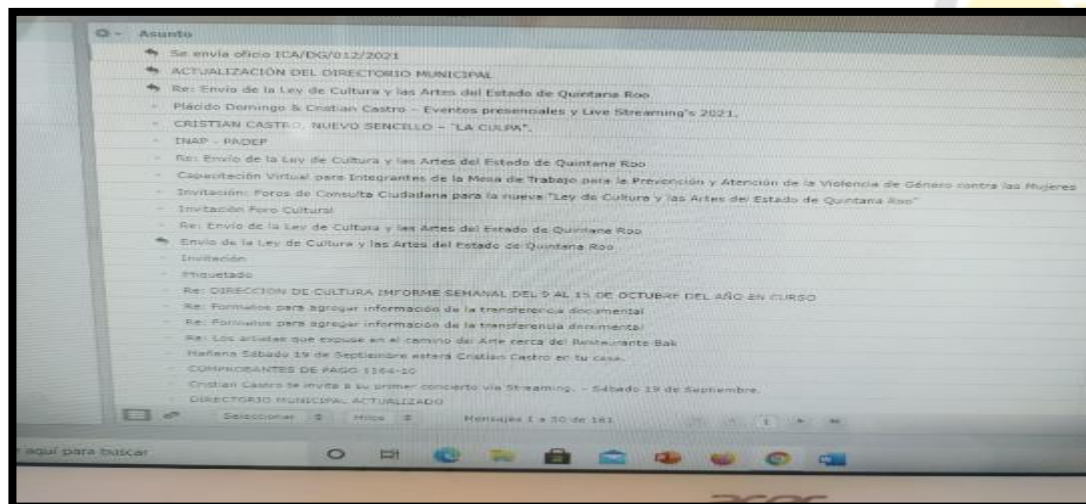 Asunto
Se envía oficio ICA/DG/012/2021
ACTUALIZACIÓN DEL DIRECTORIO MUNICIPAL
Re: Envío de la Ley de Cultura y las Artes del Estado de Quintana Roo
Plácido Domingo & Cristian Castro - Eventos presenciales y Live Streaming's 2021.
CRISTIAN CASTRO, NUEVO SENCILLO - "LA CULPA".
INAP - PADEP
Re: Envío de la Ley de Cultura y las Artes del Estado de Quintana Roo
Capacitación Virtual para Integrantes de la Mesa de Trabajo para la Prevención y Atención de la Violencia de Género contra las Mujeres
Invitación: Foros de Consulta Ciudadana para la nueva "Ley de Cultura y las Artes del Estado de Quintana Roo"
Invitación Foro Cultural
Re: Envío de la Ley de Cultura y las Artes del Estado de Quintana Roo
Envío de la Ley de Cultura y las Artes del Estado de Quintana Roo
Invitación
Etiquetado
Re: DIRECCION DE CULTURA INFORME SEMANAL DEL 9 AL 15 DE OCTUBRE DEL AÑO EN CURSO
Re: Formatos para agregar información de la transferencia documental
Re: Formatos para agregar información de la transferencia documental
Re: Los artistas que expuse en el camino del Arte cerca del Restaurante Bak
Mañana Sábado 19 de Septiembre estará Cristian Castro en tu casa.
COMPROBANTES DE PAGO 1164-20
Cristian Castro te invita a su primer concierto vía Streaming. - Sábado 19 de Septiembre.
DIRECTORIO MUNICIPAL ACTUALIZADO
Seleccionar Hilos Mensajes 1 a 50 de 161 1
aquí para buscar
acer